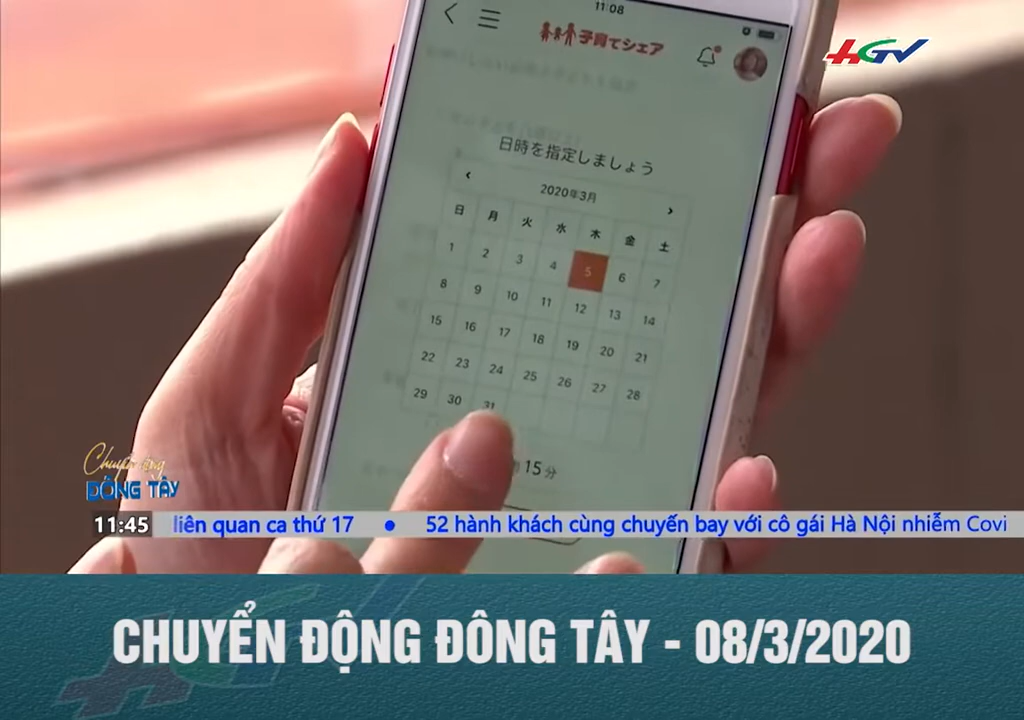 11:08
子育てシェア
HGV
日時を指定しましょう
2020年3月
日 月 火 水 木 金 土
1 2 3 4 5 6 7
8 9 10 11 12 13 14
15 16 17 18 19 20 21
22 23 24 25 26 27 28
29 30 31
15分
Chuyển động
ĐÔNG TÂY
11:45 liên quan ca thứ 17 • 52 hành khách cùng chuyến bay với cô gái Hà Nội nhiễm Covi
CHUYỂN ĐỘNG ĐÔNG TÂY - 08/3/2020